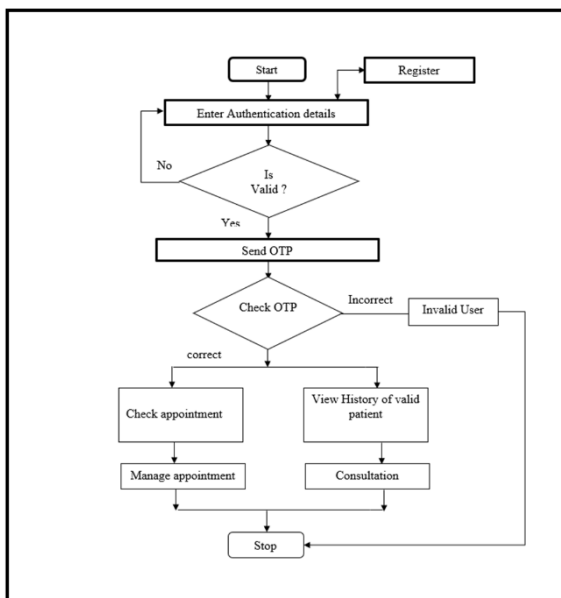 Start
Register
Enter Authentication details
No
Is
Valid ?
Yes
Send OTP
Check OTP
Incorrect
Invalid User
correct
Check appointment
View History of valid
patient
Manage appointment
Consultation
Stop